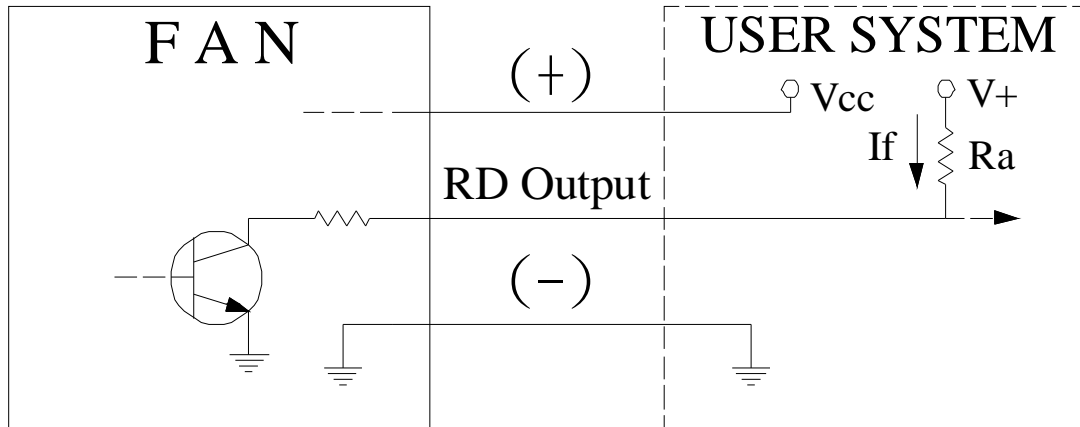 F A N
USER SYSTEM
(+)
Vcc
V+
If
Ra
RD Output
(−)